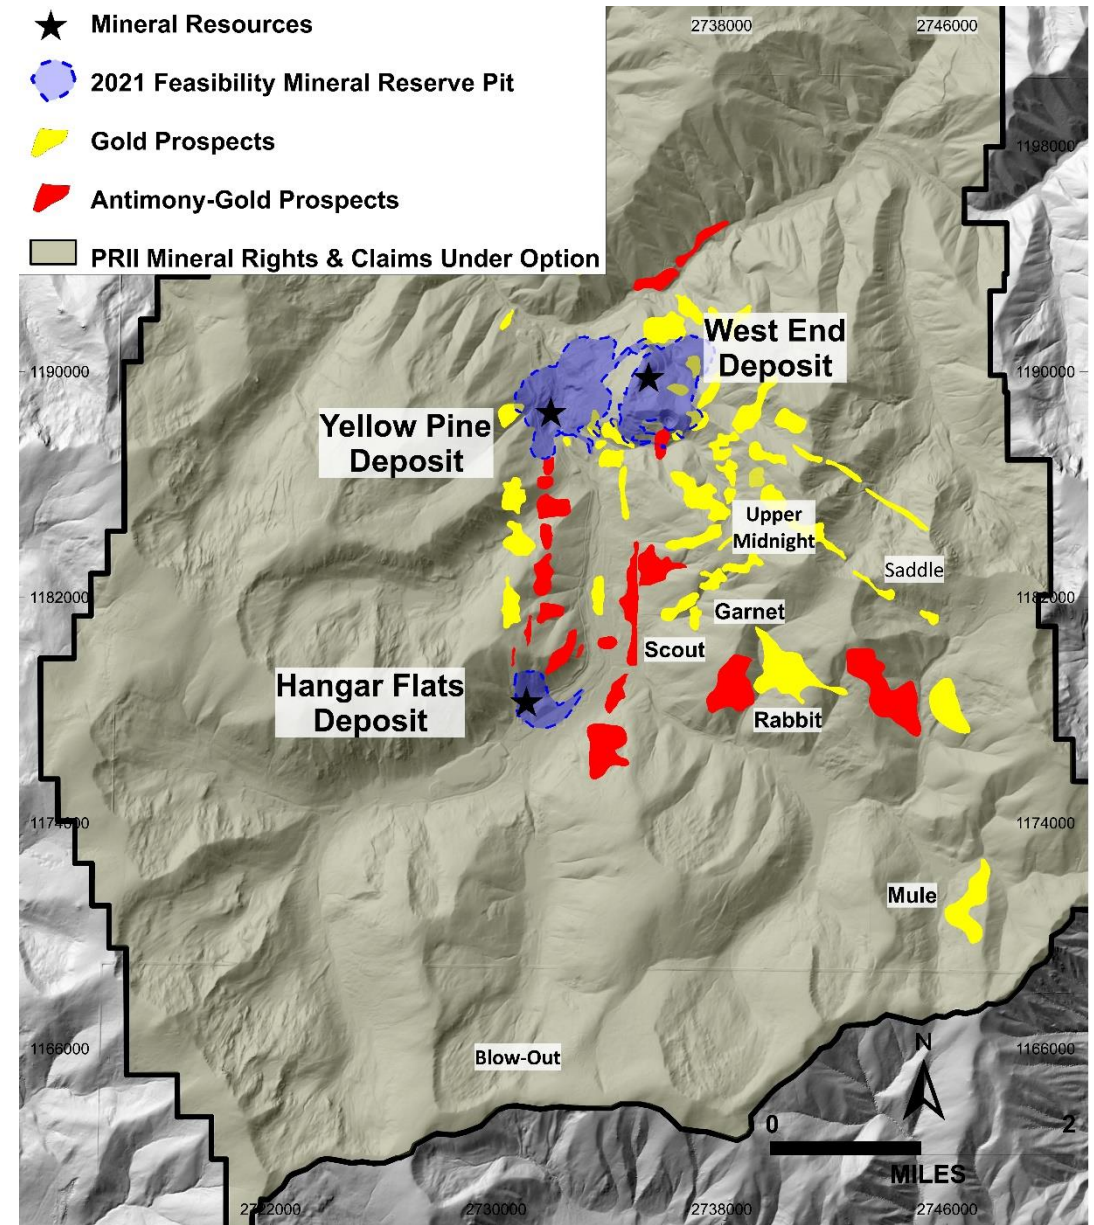 Mineral Resources
2021 Feasibility Mineral Reserve Pit
Gold Prospects
Antimony-Gold Prospects
PRII Mineral Rights & Claims Under Option
2738000
2746000
1198000
West End
Deposit
1190000
1190000
Yellow Pine
Deposit
Upper
Midnight
Saddle
1182000
1182000
Garnet
Scout
Hangar Flats
Deposit
Rabbit
1174000
1174000
Mule
1166000
1166000
Blow-Out
N
0
2
MILES
2722000
2730000
2738000
2746000